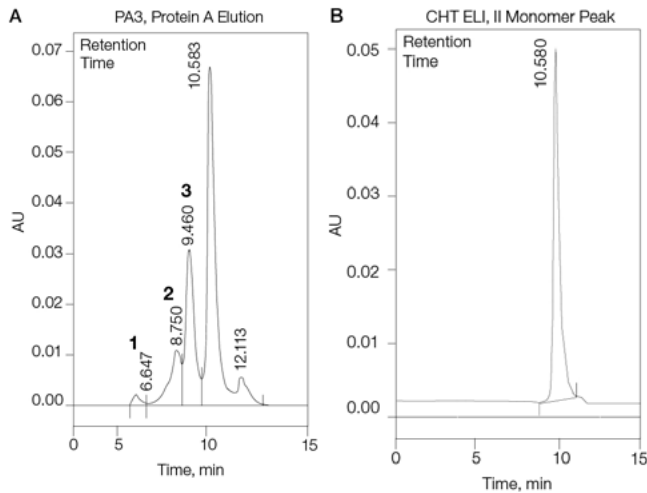 A
PA3, Protein A Elution
Retention
Time
0.07
0.06
0.05
0.04
0.03
0.02
0.01
0.00
AU
1
6.647
2
8.750
3
9.460
10.583
12.113
0
5
10
15
Time, min
B
CHT ELI, II Monomer Peak
Retention
Time
0.05
0.04
0.03
0.02
0.01
0.00
AU
10.580
0
5
10
15
Time, min